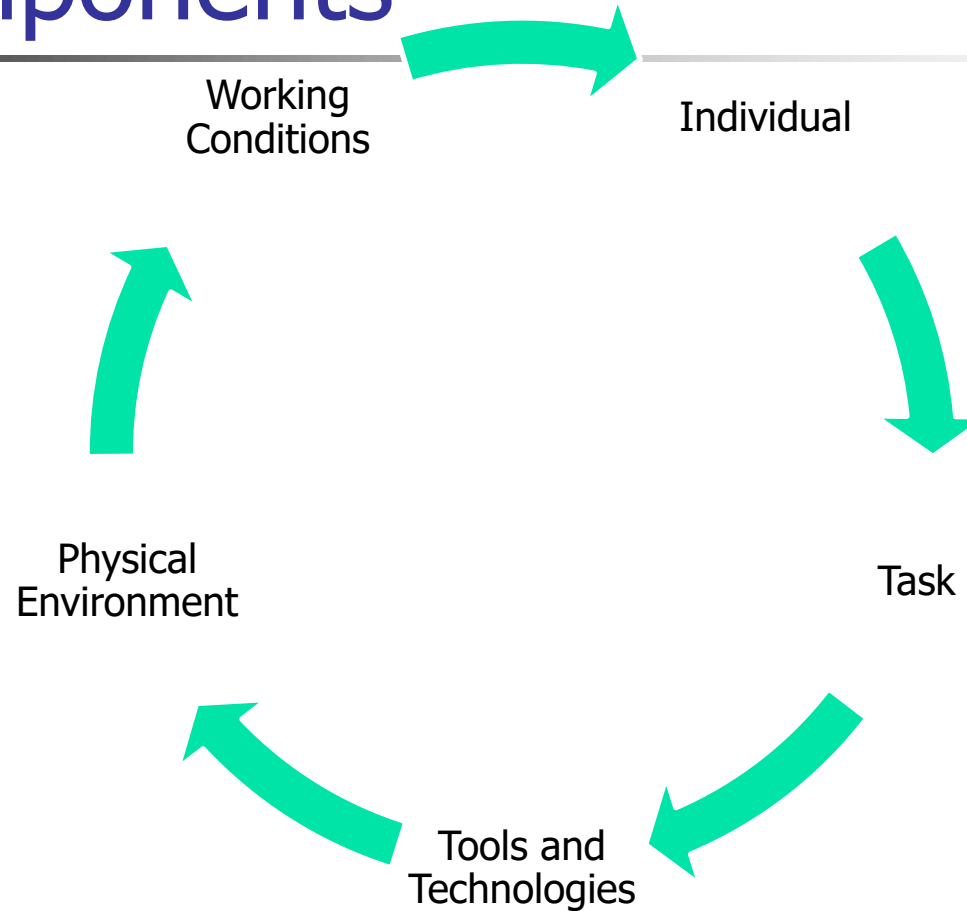 Working
Conditions
Individual
Task
Tools and
Technologies
Physical
Environment